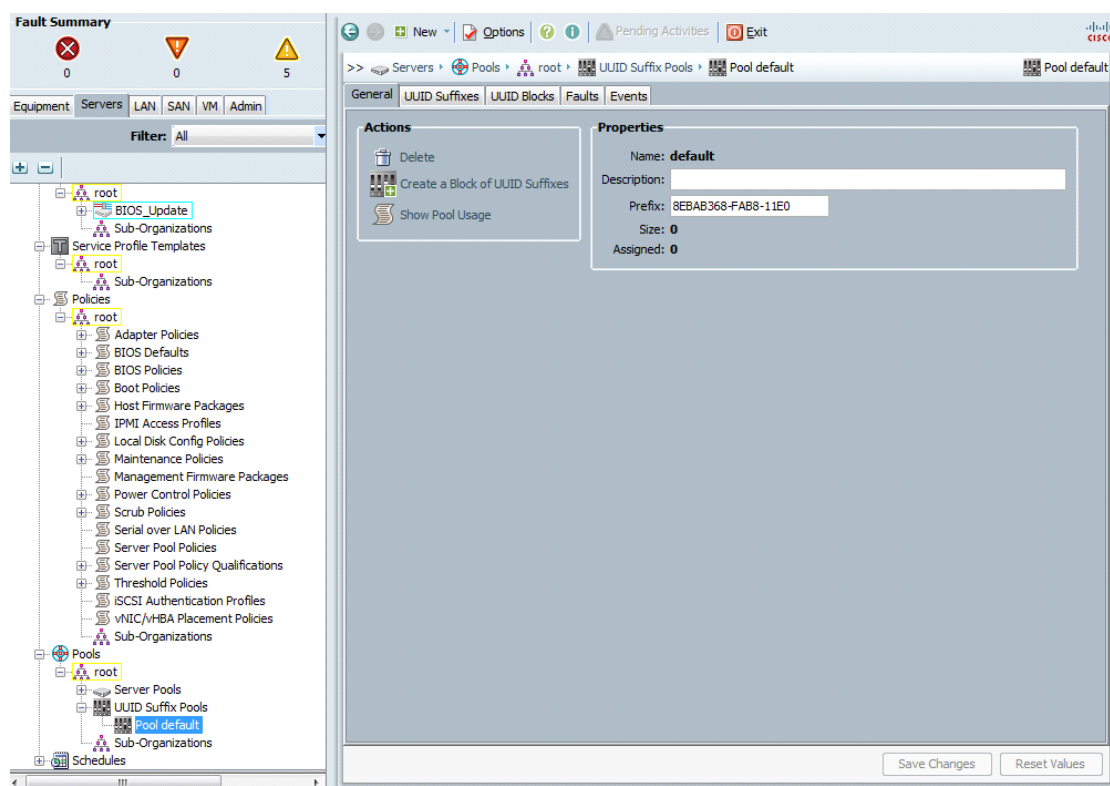 Fault Summary
0 0 5
Equipment Servers LAN SAN VM Admin
Filter: All
root
BIOS_Update
Sub-Organizations
Service Profile Templates
root
Sub-Organizations
Policies
root
Adapter Policies
BIOS Defaults
BIOS Policies
Boot Policies
Host Firmware Packages
IPMI Access Profiles
Local Disk Config Policies
Maintenance Policies
Management Firmware Packages
Power Control Policies
Scrub Policies
Serial over LAN Policies
Server Pool Policies
Server Pool Policy Qualifications
Threshold Policies
iSCSI Authentication Profiles
vNIC/vHBA Placement Policies
Sub-Organizations
Pools
root
Server Pools
UUID Suffix Pools
Pool default
Sub-Organizations
Schedules
New Options Pending Activities Exit
cisco
>> Servers Pools root UUID Suffix Pools Pool default Pool default
General UUID Suffixes UUID Blocks Faults Events
Actions
Delete
Create a Block of UUID Suffixes
Show Pool Usage
Properties
Name: default
Description:
Prefix: 8EBAB368-FAB8-11E0
Size: 0
Assigned: 0
Save Changes Reset Values